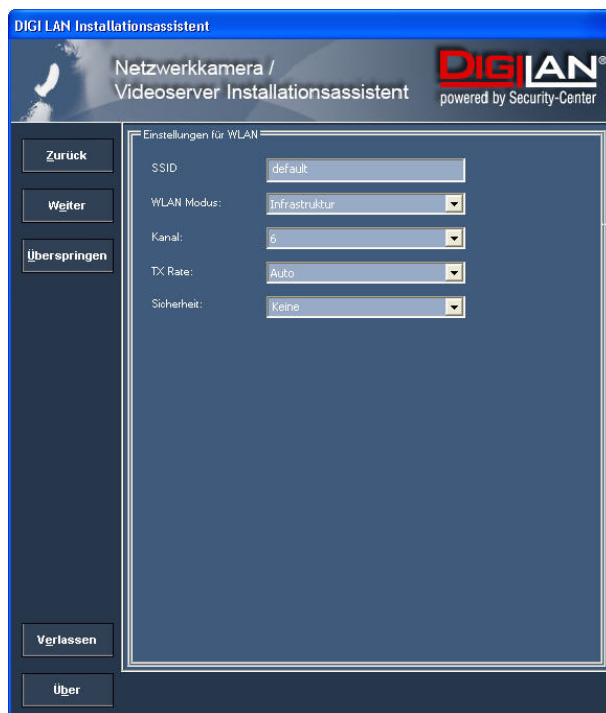 DIGI LAN Installationsassistent
Netzwerkkamera /
Videoserver Installationsassistent
DIGILAN®
powered by Security-Center
Zurück
Weiter
Überspringen
Einstellungen für WLAN
SSID default
WLAN Modus: Infrastruktur
Kanal: 6
TX Rate: Auto
Sicherheit: Keine
Verlassen
Über